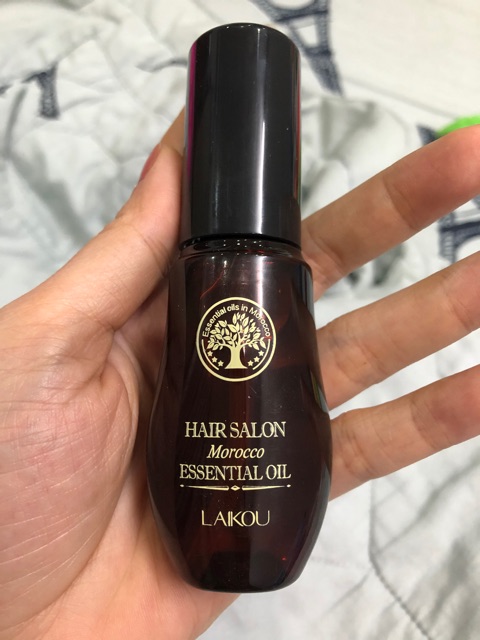 Essential oils in Morocco
HAIR SALON
Morocco
ESSENTIAL OIL
LAIKOU